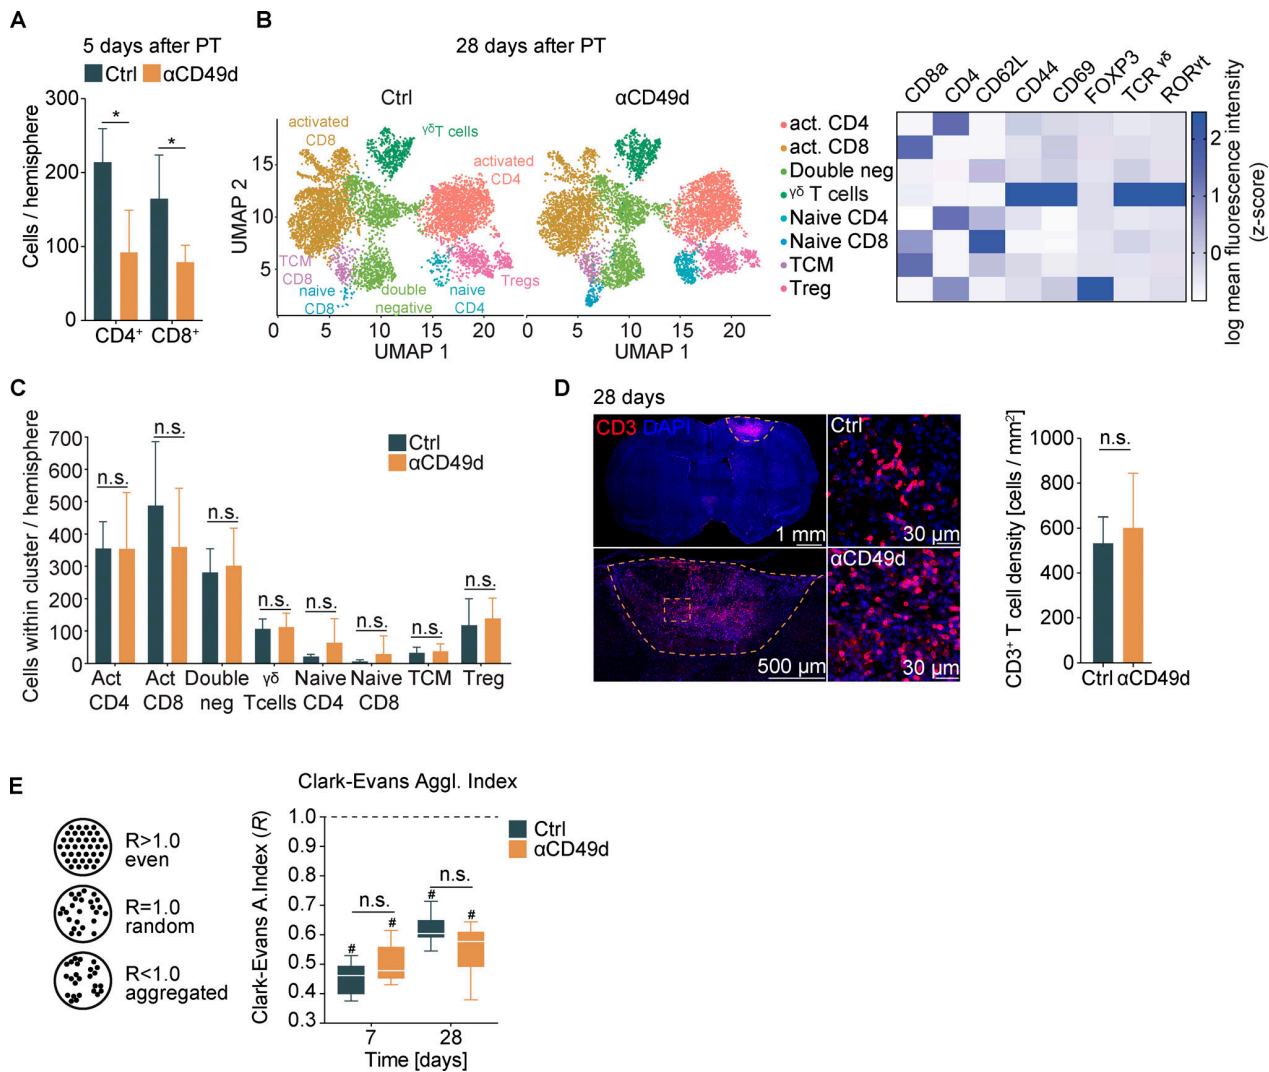 A
5 days after PT
Ctrl αCD49d
Cells / hemisphere
300
200
100
0
*
*
CD4+
CD8+
B
28 days after PT
Ctrl
αCD49d
UMAP 2
15
10
5
activated
CD8
γδT cells
activated
CD4
TCM
CD8
naive
CD8
double
negative
naive
CD4
Tregs
0 5 10 15 20
UMAP 1
0 5 10 15 20
UMAP 1
act. CD4
act. CD8
Double neg
γδ T cells
Naive CD4
Naive CD8
TCM
Treg
CD8a
CD4
CD62L
CD44
CD69
FOXP3
TCR γδ
RORγt
2
1
0
log mean fluorescence intensity
(z-score)
C
Cells within cluster / hemisphere
700
600
500
400
300
200
100
0
Ctrl
αCD49d
n.s.
n.s.
n.s.
n.s.
n.s.
n.s.
n.s.
n.s.
Act
CD4
Act
CD8
Double
neg
γδ
Tcells
Naive
CD4
Naive
CD8
TCM
Treg
D
28 days
CD3 DAPI
1 mm
Ctrl
30 µm
500 µm
αCD49d
30 µm
CD3+ T cell density [cells / mm2]
1000
800
600
400
200
0
n.s.
Ctrl αCD49d
E
R>1.0
even
R=1.0
random
R<1.0
aggregated
Clark-Evans Aggl. Index
Clark-Evans A.Index (R)
1.0
0.9
0.8
0.7
0.6
0.5
0.4
0.3
Ctrl
αCD49d
n.s.
n.s.
#
#
#
#
7
28
Time [days]